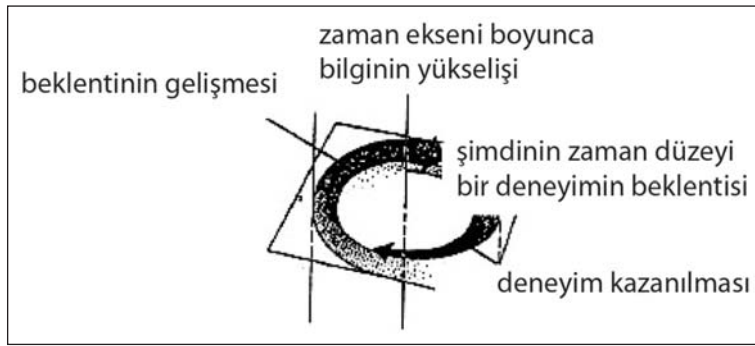 zaman ekseni boyunca
bilginin yükselişi
beklentinin gelişmesi
şimdinin zaman düzeyi
bir deneyimin beklentisi
deneyim kazanılması